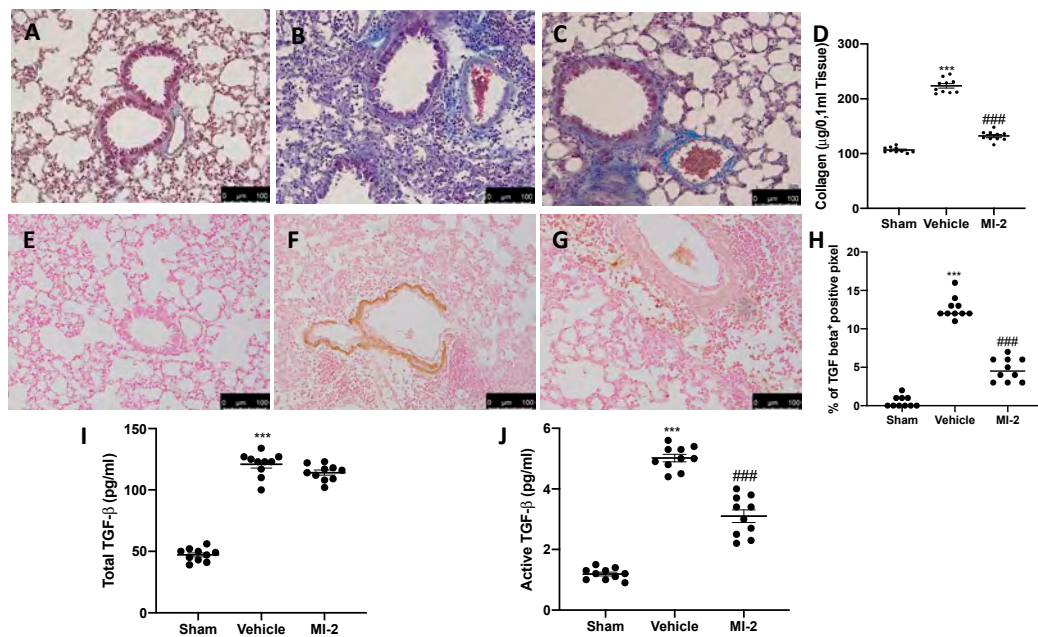 A
B
C
0 µm 100
0 µm 100
0 µm 100
D
Collagen (µg/0,1ml Tissue)
300
200
100
0
***
###
Sham Vehicle MI-2
E
F
G
0 µm 100
0 µm 100
0 µm 100
H
% of TGF beta+ positive pixel
20
15
10
5
0
***
###
Sham Vehicle MI-2
I
Total TGF-β (pg/ml)
150
100
50
0
***
Sham Vehicle MI-2
J
Active TGF-β (pg/ml)
6
4
2
0
***
###
Sham Vehicle MI-2